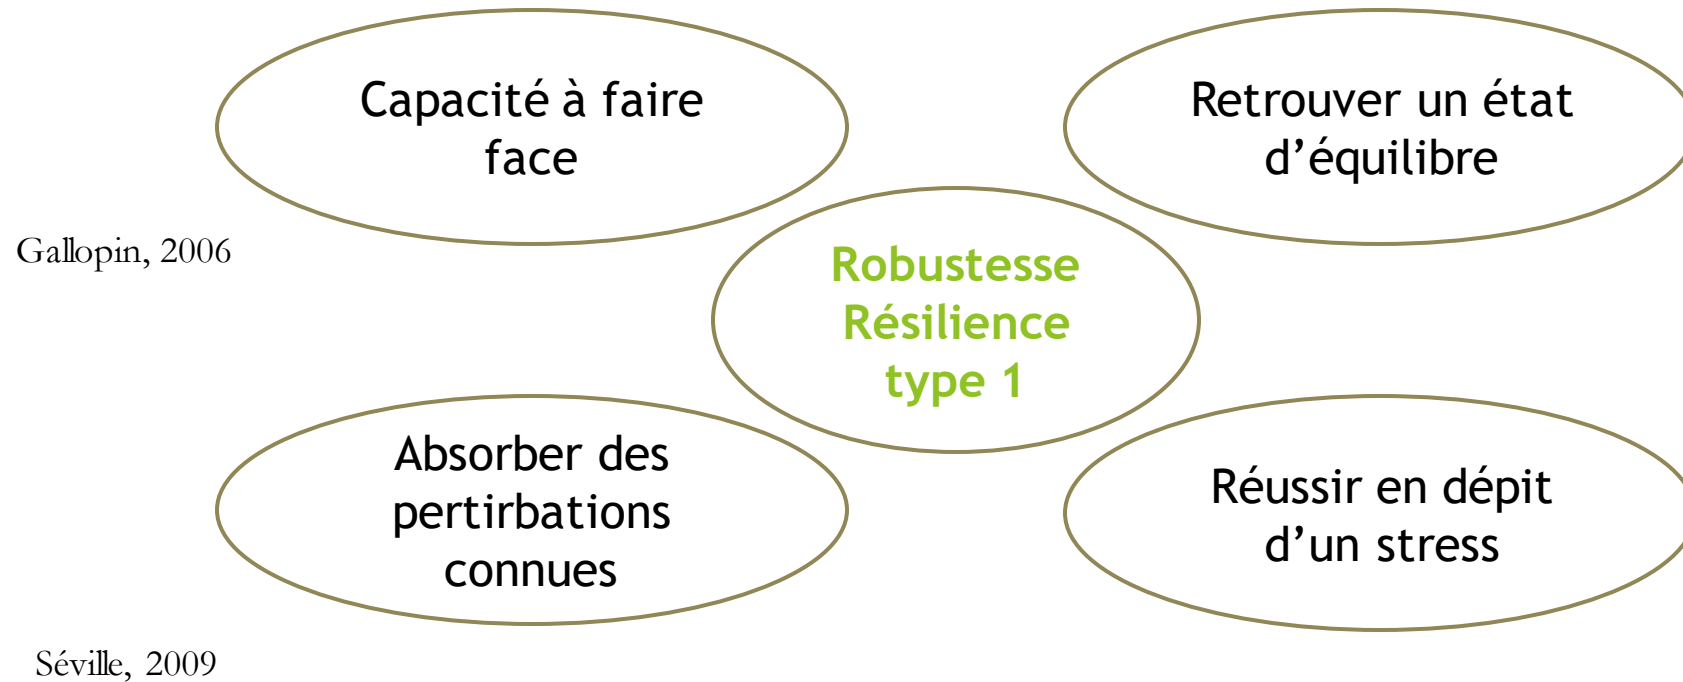 Capacité à faire
face
Retrouver un état
d’équilibre
Gallopin, 2006
Robustesse
Résilience
type 1
Absorber des
pertirbations
connues
Réussir en dépit
d’un stress
Séville, 2009